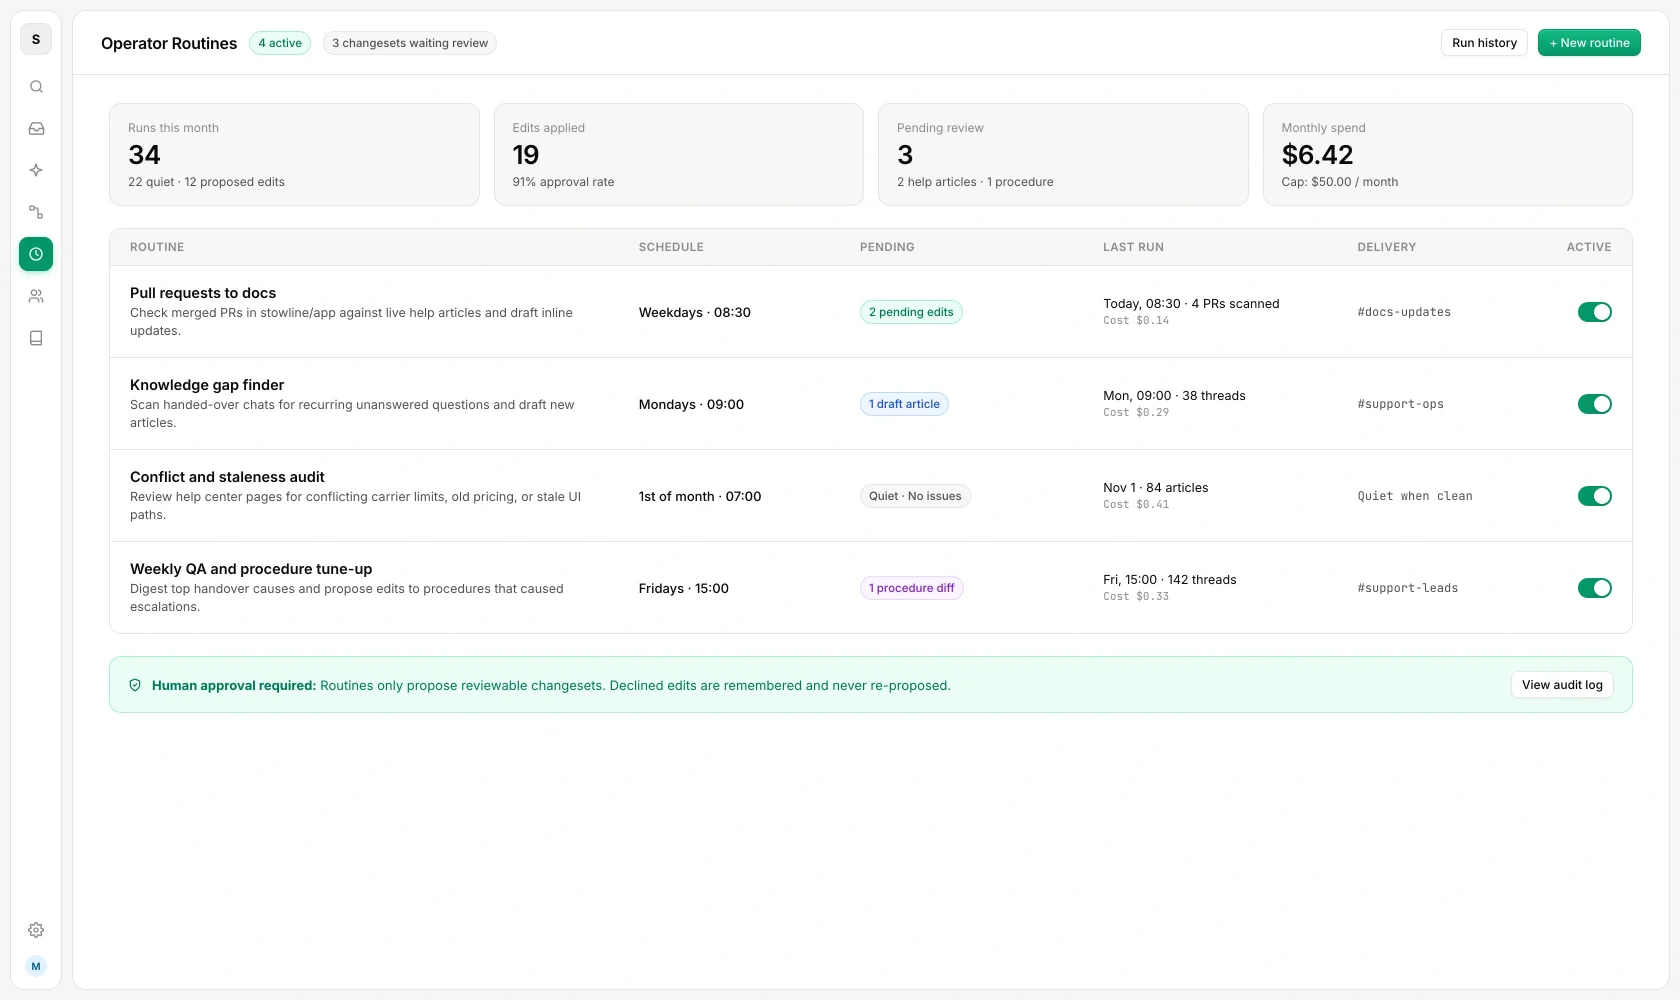 S
Operator Routines
4 active
3 changesets waiting review
Run history
+ New routine
Runs this month
34
22 quiet · 12 proposed edits
Edits applied
19
91% approval rate
Pending review
3
2 help articles · 1 procedure
Monthly spend
$6.42
Cap: $50.00 / month
ROUTINE
SCHEDULE
PENDING
LAST RUN
DELIVERY
ACTIVE
Pull requests to docs
Check merged PRs in stowline/app against live help articles and draft inline
updates.
Weekdays · 08:30
2 pending edits
Today, 08:30 · 4 PRs scanned
Cost $0.14
#docs-updates
Knowledge gap finder
Scan handed-over chats for recurring unanswered questions and draft new
articles.
Mondays · 09:00
1 draft article
Mon, 09:00 · 38 threads
Cost $0.29
#support-ops
Conflict and staleness audit
Review help center pages for conflicting carrier limits, old pricing, or stale UI
paths.
1st of month · 07:00
Quiet · No issues
Nov 1 · 84 articles
Cost $0.41
Quiet when clean
Weekly QA and procedure tune-up
Digest top handover causes and propose edits to procedures that caused
escalations.
Fridays · 15:00
1 procedure diff
Fri, 15:00 · 142 threads
Cost $0.33
#support-leads
Human approval required: Routines only propose reviewable changesets. Declined edits are remembered and never re-proposed.
View audit log
M